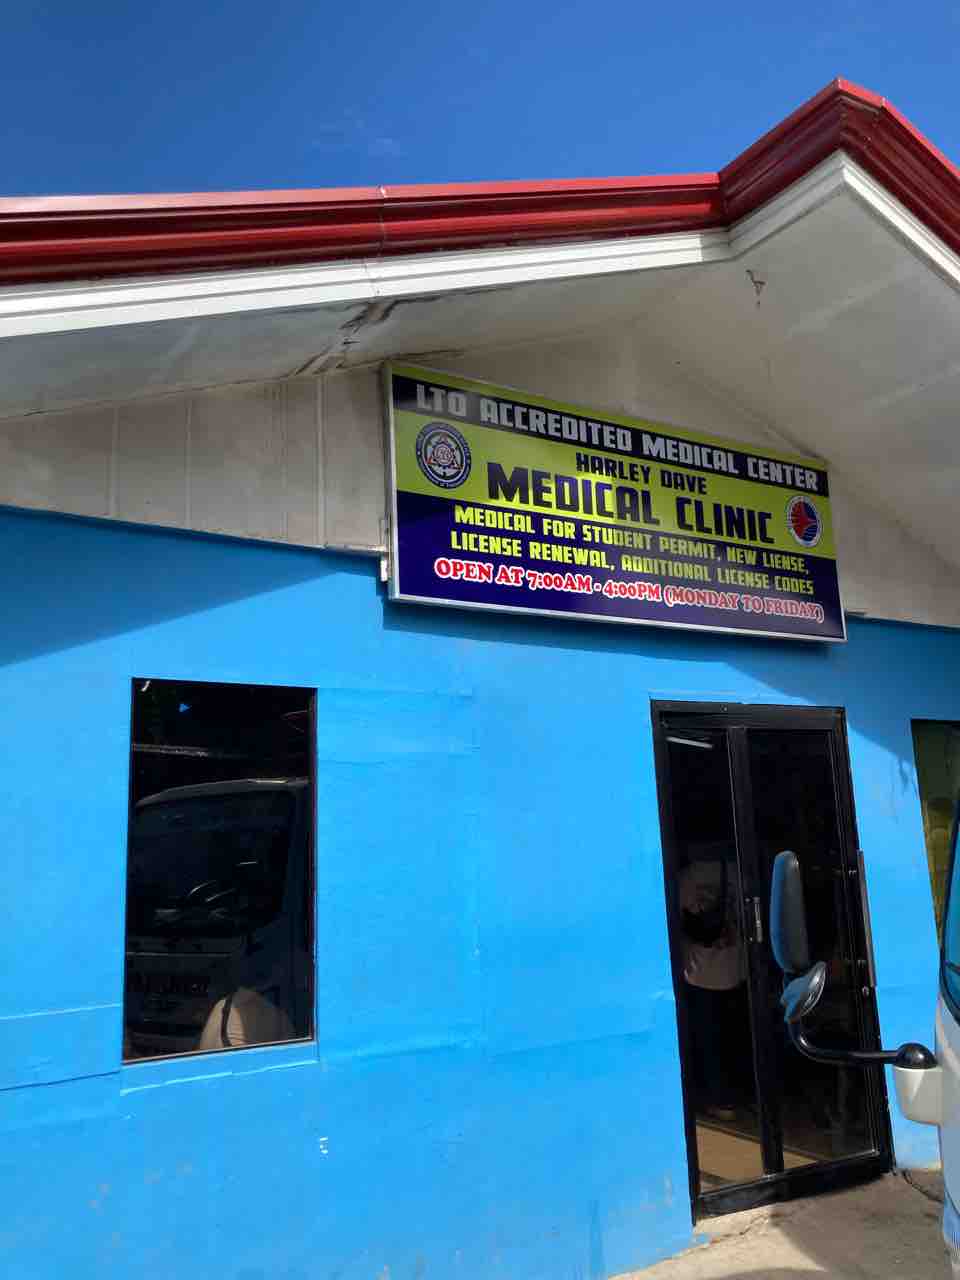 LTO ACCREDITED MEDICAL CENTER
HARLEY DAVE
MEDICAL CLINIC
MEDICAL FOR STUDENT PERMIT, NEW LIENSE,
LICENSE RENEWAL, ADDITIONAL LICENSE CODES
OPEN AT 7:00AM - 4:00PM (MONDAY TO FRIDAY)